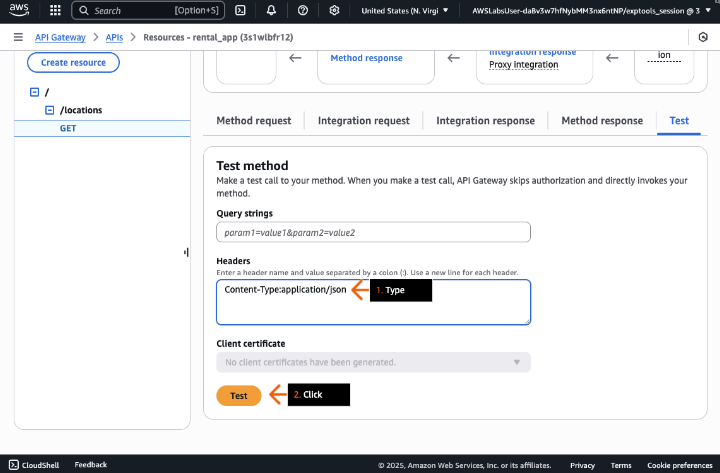 aws
Search
[Option+S]
United States (N. Virgi
AWSLabsUser-daBv3w7hfNybMM3nx6ntNP/exptools_session @ 3
API Gateway
APIs
Resources - rental_app (3s1wlbfr12)
Create resource
/
/locations
GET
Method response
Integration response
Proxy integration
ion
Method request
Integration request
Integration response
Method response
Test
Test method
Make a test call to your method. When you make a test call, API Gateway skips authorization and directly invokes your
method.
Query strings
param1=value1&param2=value2
Headers
Enter a header name and value separated by a colon (:). Use a new line for each header.
Content-Type:application/json
1. Type
Client certificate
No client certificates have been generated.
Test
2. Click
CloudShell
Feedback
© 2025, Amazon Web Services, Inc. or its affiliates.
Privacy
Terms
Cookie preferences